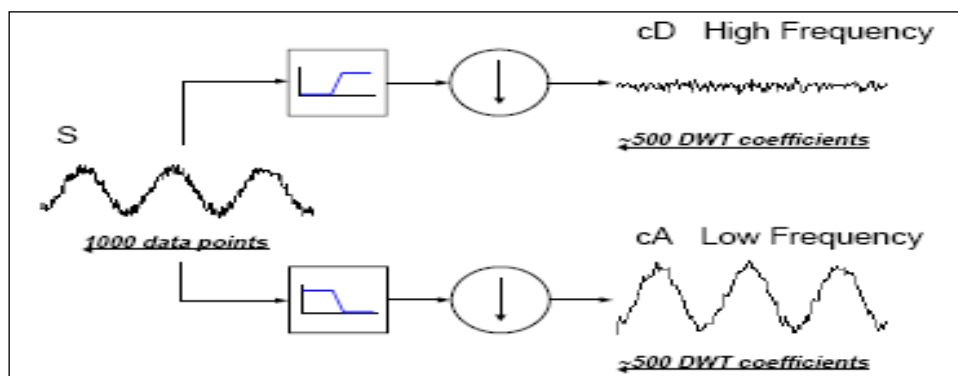 cD High Frequency
~500 DWT coefficients
S
1000 data points
cA Low Frequency
~500 DWT coefficients